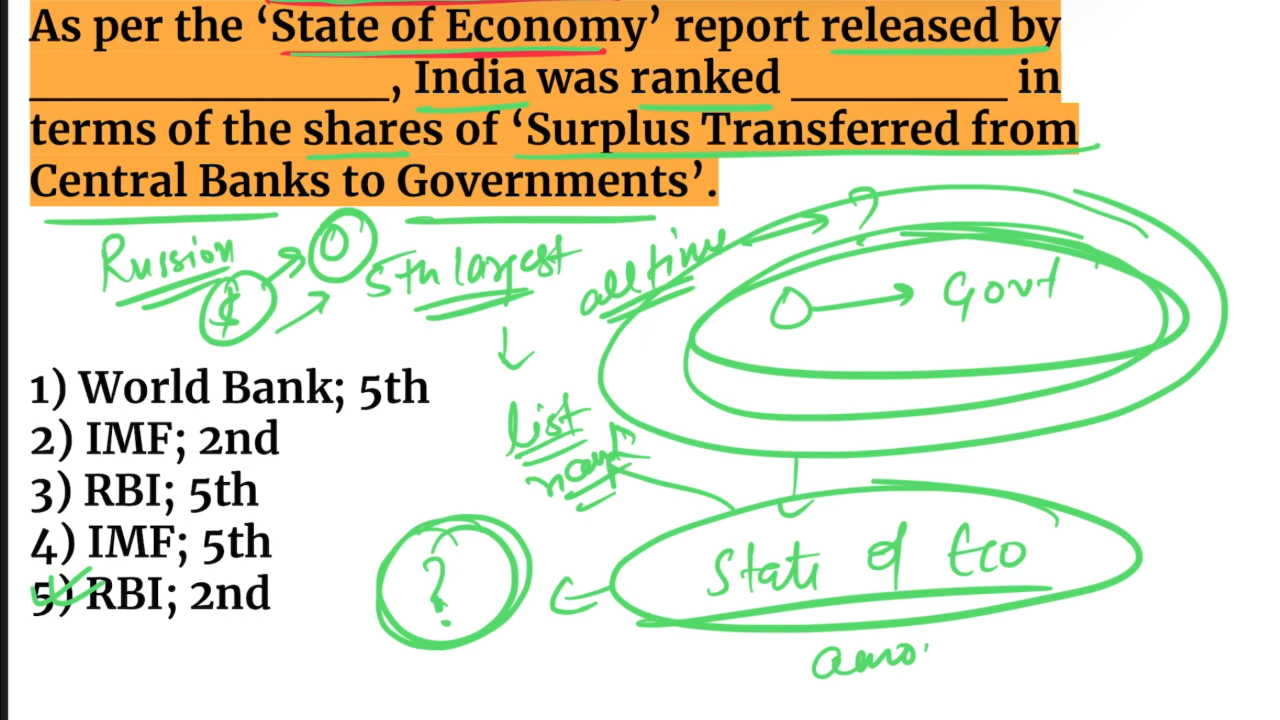 As per the ‘State of Economy’ report released by
________________, India was ranked _________ in
terms of the shares of ‘Surplus Transferred from
Central Banks to Governments’.
Russion
$
5th largest
all time
?
Govt
1) World Bank; 5th
2) IMF; 2nd
3) RBI; 5th
4) IMF; 5th
5) RBI; 2nd
list
?
State of Eco